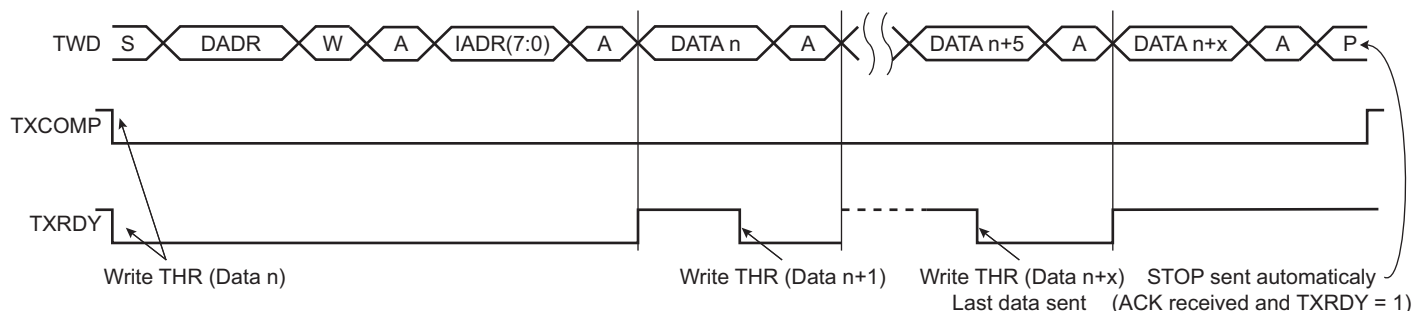 TWD S DADR W A IADR(7:0) A DATA n A DATA n+5 A DATA n+x A P
TXCOMP
TXRDY
Write THR (Data n) Write THR (Data n+1) Write THR (Data n+x) STOP sent automaticaly
Last data sent (ACK received and TXRDY = 1)